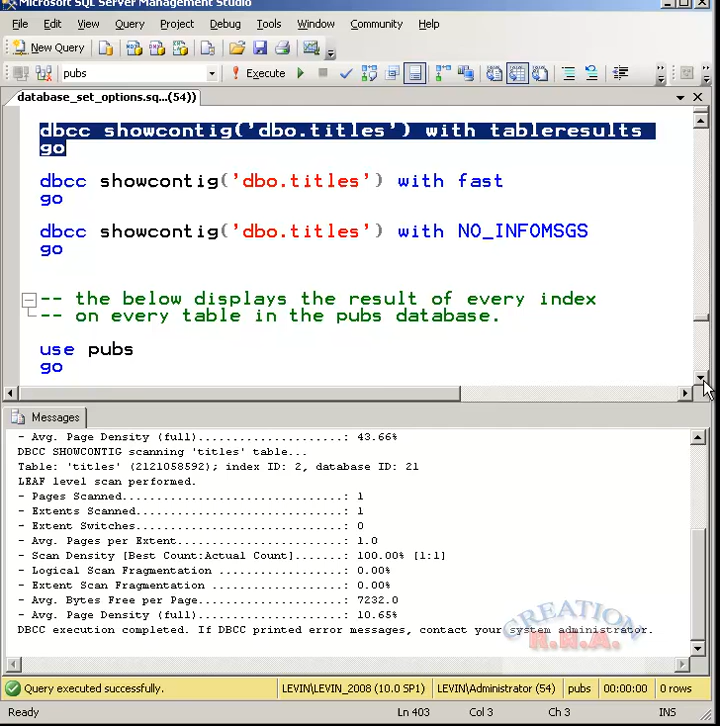 Microsoft SQL Server Management Studio
File Edit View Query Project Debug Tools Window Community Help
New Query
pubs Execute
database_set_options.sq...(54))
dbcc showcontig('dbo.titles') with tableresults
go
dbcc showcontig('dbo.titles') with fast
go
dbcc showcontig('dbo.titles') with NO_INFOMSGS
go
-- the below displays the result of every index
-- on every table in the pubs database.
use pubs
go
Messages
- Avg. Page Density (full).....................: 43.66%
DBCC SHOWCONTIG scanning 'titles' table...
Table: 'titles' (2121058592); index ID: 2, database ID: 21
LEAF level scan performed.
- Pages Scanned................................: 1
- Extents Scanned..............................: 1
- Extent Switches..............................: 0
- Avg. Pages per Extent........................: 1.0
- Scan Density [Best Count:Actual Count].......: 100.00% [1:1]
- Logical Scan Fragmentation ..................: 0.00%
- Extent Scan Fragmentation ...................: 0.00%
- Avg. Bytes Free per Page.....................: 7232.0
- Avg. Page Density (full).....................: 10.65%
DBCC execution completed. If DBCC printed error messages, contact your system administrator.
CREATION
H.N.A.
Query executed successfully. LEVIN\LEVIN_2008 (10.0 SP1) LEVIN\Administrator (54) pubs 00:00:00 0 rows
Ready Ln 403 Col 3 Ch 3 INS